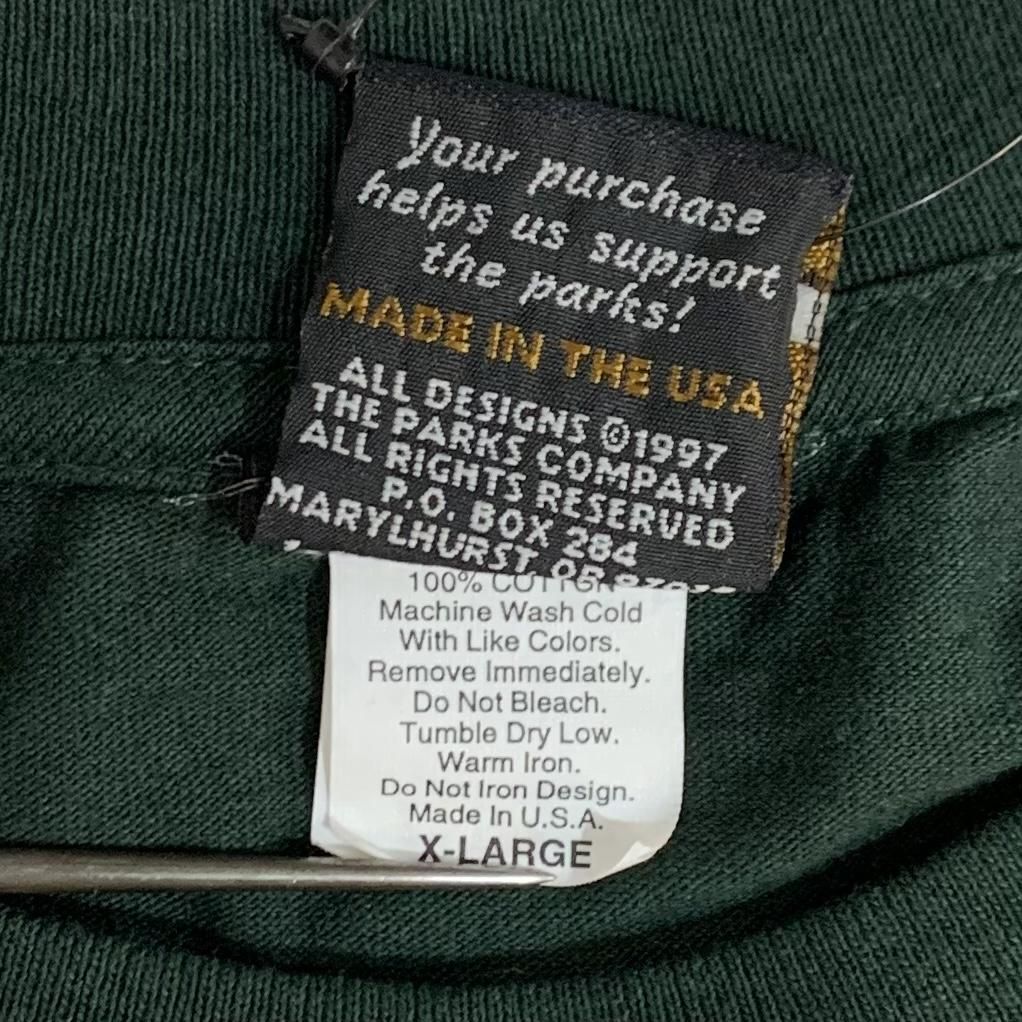 Your purchase
helps us support
the parks!
MADE IN THE USA
ALL DESIGNS ©1997
THE PARKS COMPANY
ALL RIGHTS RESERVED
P.O. BOX 284
MARYLHURST, OR
100% COTTON
Machine Wash Cold
With Like Colors.
Remove Immediately.
Do Not Bleach.
Tumble Dry Low.
Warm Iron.
Do Not Iron Design.
Made In U.S.A.
X-LARGE